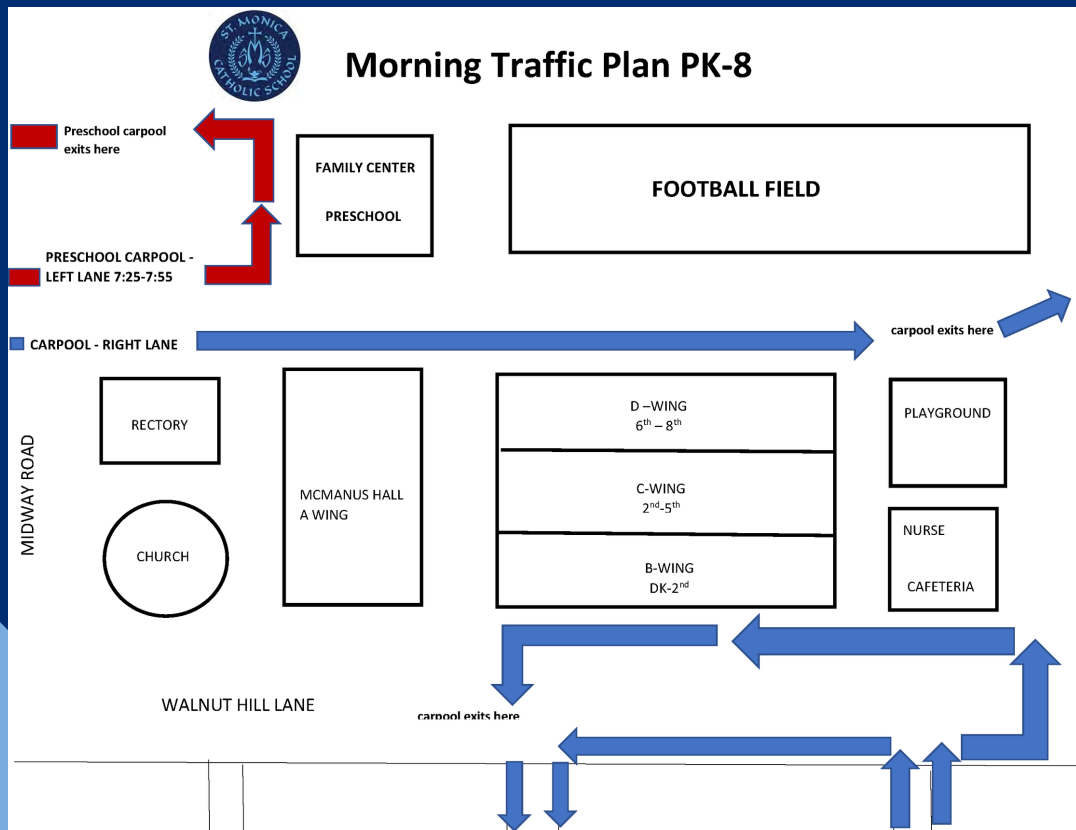 ST. MONICA
SMS
CATHOLIC SCHOOL
Morning Traffic Plan PK-8
Preschool carpool
exits here
FAMILY CENTER
PRESCHOOL
FOOTBALL FIELD
PRESCHOOL CARPOOL -
LEFT LANE 7:25-7:55
carpool exits here
CARPOOL - RIGHT LANE
MIDWAY ROAD
RECTORY
CHURCH
MCMANUS HALL
A WING
D –WING
6th – 8th
C-WING
2nd-5th
B-WING
DK-2nd
PLAYGROUND
NURSE
CAFETERIA
WALNUT HILL LANE
carpool exits here